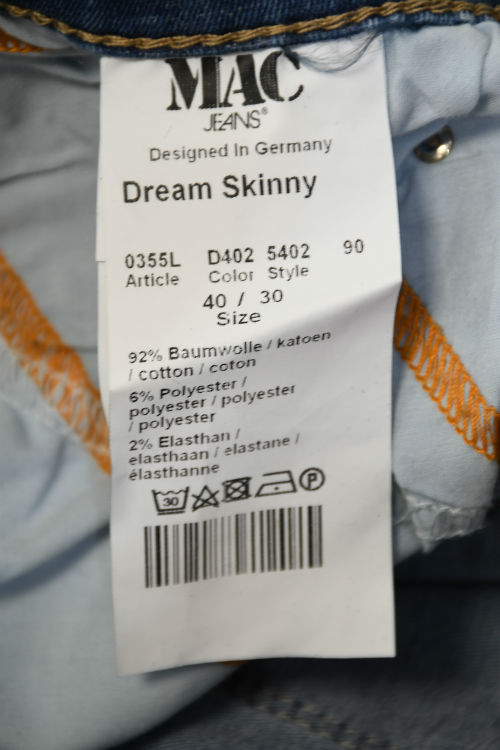 MAC
JEANS®
Designed In Germany
Dream Skinny
0355L D402 5402 90
Article Color Style
40 / 30
Size
92% Baumwolle / katoen
/ cotton / coton
6% Polyester /
polyester / polyester
/ polyester
2% Elasthan /
elasthaan / elastane /
élasthanne
30 P